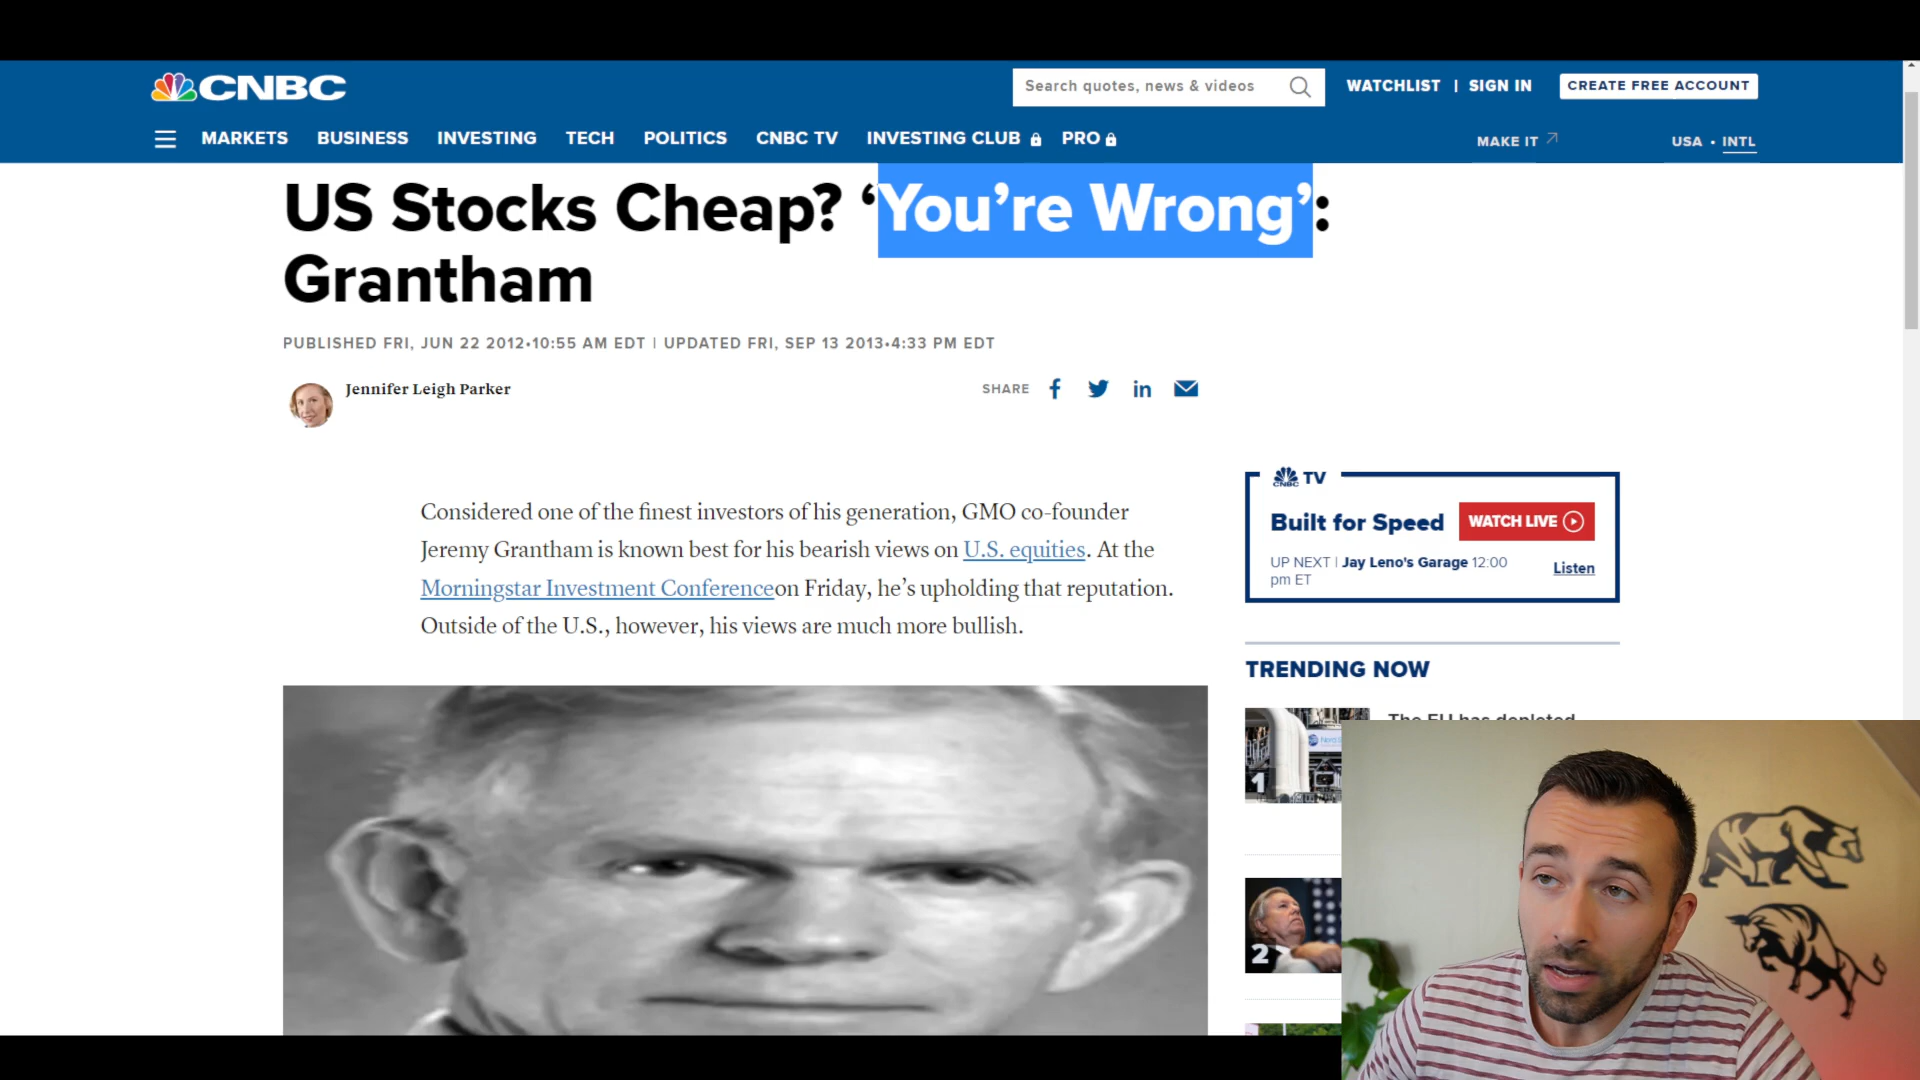 CNBC
Search quotes, news & videos
WATCHLIST | SIGN IN
CREATE FREE ACCOUNT
MARKETS BUSINESS INVESTING TECH POLITICS CNBC TV INVESTING CLUB PRO
MAKE IT
USA • INTL
US Stocks Cheap? ‘You’re Wrong’:
Grantham
PUBLISHED FRI, JUN 22 2012•10:55 AM EDT | UPDATED FRI, SEP 13 2013•4:33 PM EDT
Jennifer Leigh Parker
SHARE
Considered one of the finest investors of his generation, GMO co-founder
Jeremy Grantham is known best for his bearish views on U.S. equities. At the
Morningstar Investment Conferenceon Friday, he’s upholding that reputation.
Outside of the U.S., however, his views are much more bullish.
CNBC TV
Built for Speed
WATCH LIVE
UP NEXT | Jay Leno's Garage 12:00
pm ET
Listen
TRENDING NOW
1
The EU has depleted
2